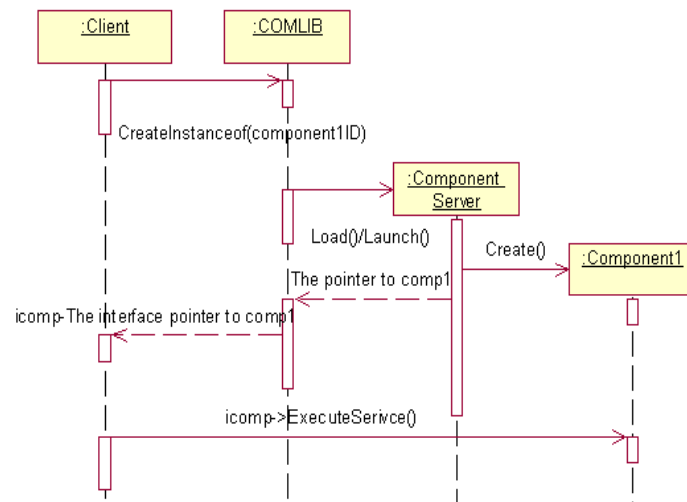 :Client
:COMLIB
CreateInstanceof(component1ID)
:Component
Server
Load()/Launch()
Create()
:Component1
The pointer to comp1
icomp-The interface pointer to comp1
icomp->ExecuteSerivce()